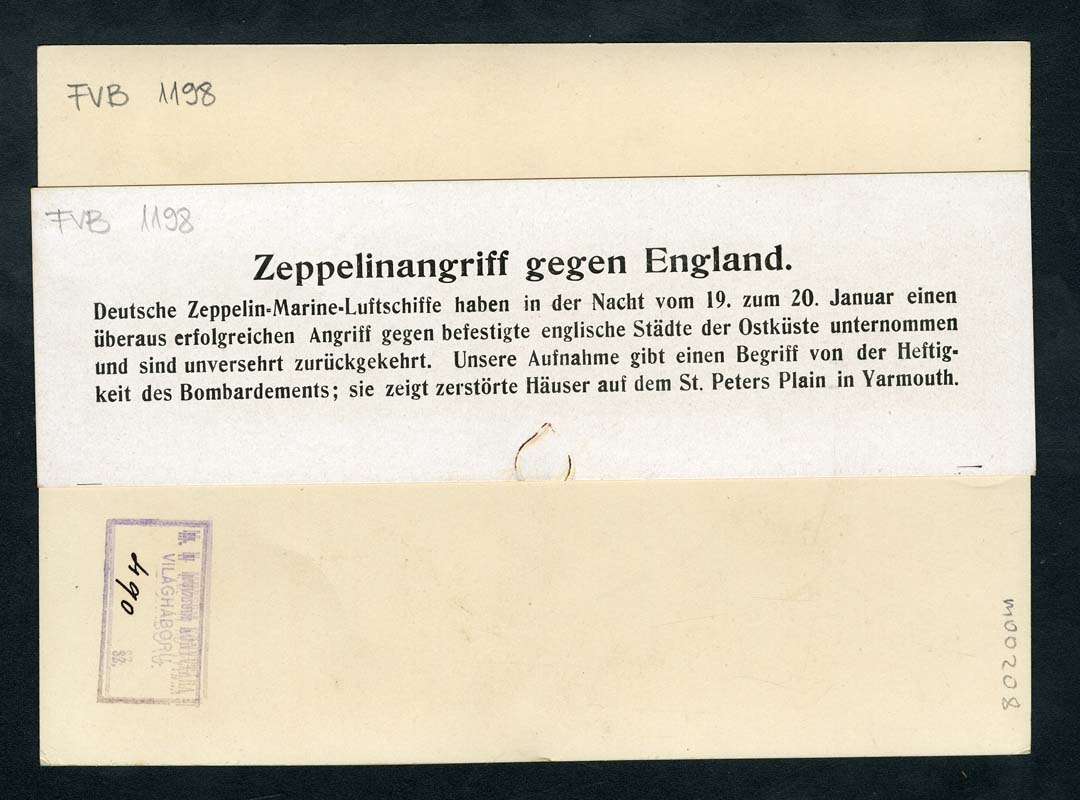 FVB 1198
FVB 1198
Zeppelinangriff gegen England.
Deutsche Zeppelin-Marine-Luftschiffe haben in der Nacht vom 19. zum 20. Januar einen
überaus erfolgreichen Angriff gegen befestigte englische Städte der Ostküste unternommen
und sind unversehrt zurückgekehrt. Unsere Aufnahme gibt einen Begriff von der Heftig-
keit des Bombardements; sie zeigt zerstörte Häuser auf dem St. Peters Plain in Yarmouth.
VILÁGHÁBORU.
490 SZ.
m00208